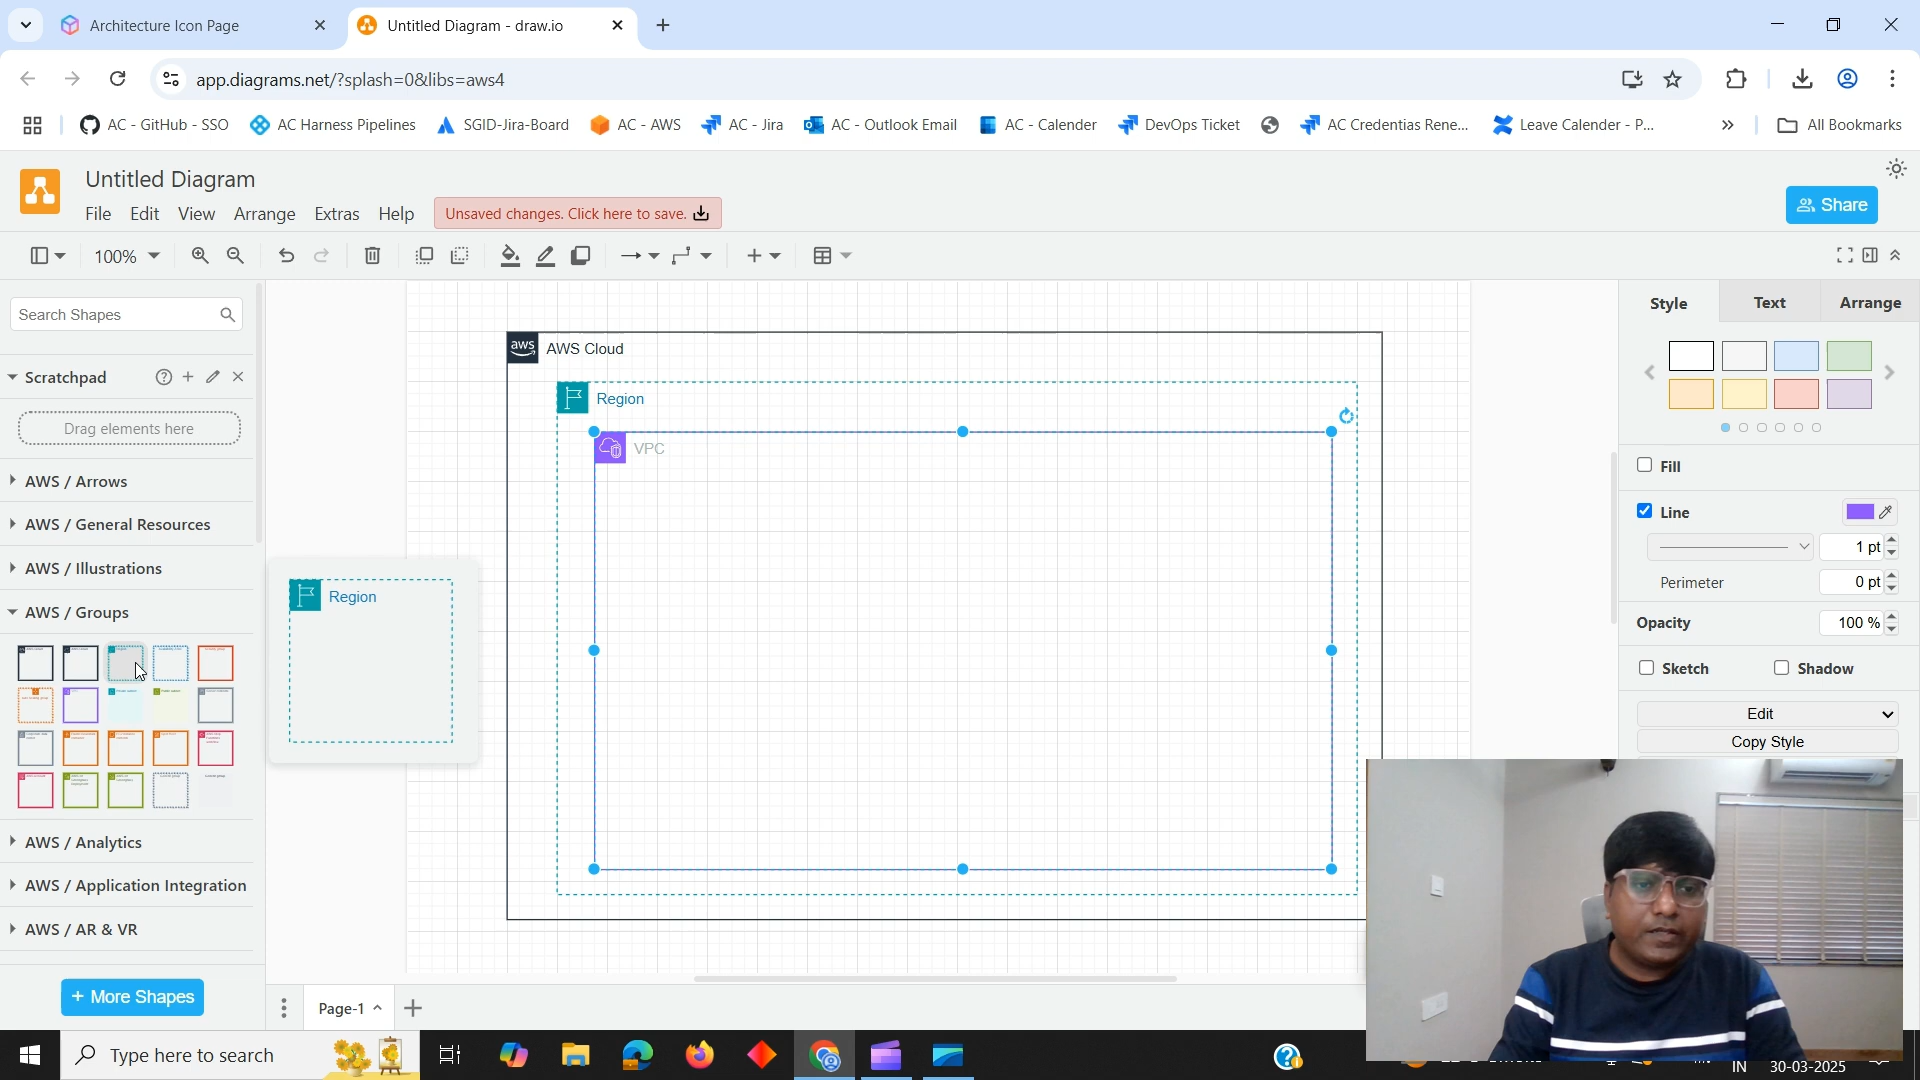 Architecture Icon Page
Untitled Diagram - draw.io
app.diagrams.net/?splash=0&libs=aws4
AC - GitHub - SSO
AC Harness Pipelines
SGID-Jira-Board
AC - AWS
AC - Jira
AC - Outlook Email
AC - Calender
DevOps Ticket
AC Credentias Rene...
Leave Calender - P...
All Bookmarks
Untitled Diagram
File
Edit
View
Arrange
Extras
Help
Unsaved changes. Click here to save.
Share
100%
Search Shapes
Scratchpad
Drag elements here
AWS / Arrows
AWS / General Resources
AWS / Illustrations
AWS / Groups
AWS / Analytics
AWS / Application Integration
AWS / AR & VR
+ More Shapes
Region
aws
AWS Cloud
Region
VPC
Page-1
Style
Text
Arrange
Fill
Line
1 pt
Perimeter
0 pt
Opacity
100 %
Sketch
Shadow
Edit
Copy Style
Type here to search
IN
30-03-2025